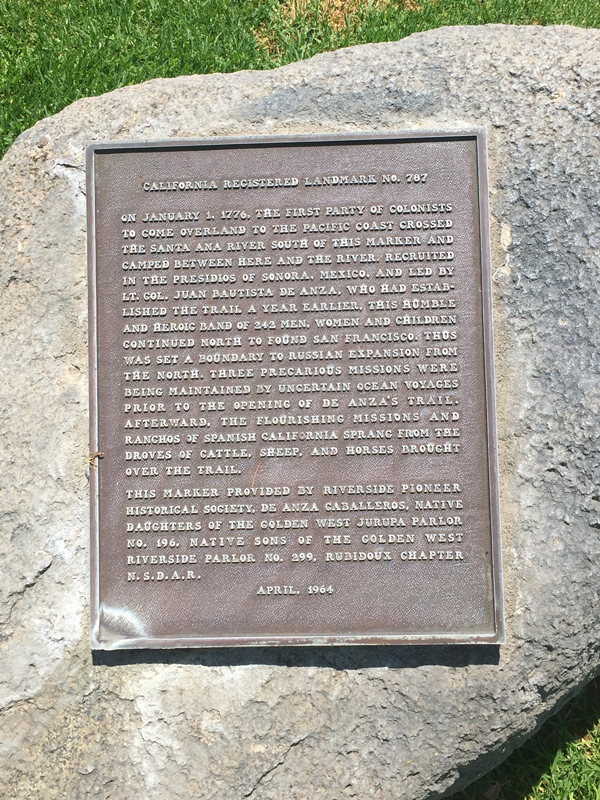 CALIFORNIA REGISTERED LANDMARK NO. 787
ON JANUARY 1, 1776, THE FIRST PARTY OF COLONISTS
TO COME OVERLAND TO THE PACIFIC COAST CROSSED
THE SANTA ANA RIVER SOUTH OF THIS MARKER AND
CAMPED BETWEEN HERE AND THE RIVER. RECRUITED
IN THE PRESIDIOS OF SONORA, MEXICO, AND LED BY
LT. COL. JUAN BAUTISTA DE ANZA, WHO HAD ESTAB-
LISHED THE TRAIL A YEAR EARLIER, THIS HUMBLE
AND HEROIC BAND OF 242 MEN, WOMEN AND CHILDREN
CONTINUED NORTH TO FOUND SAN FRANCISCO. THUS
WAS SET A BOUNDARY TO RUSSIAN EXPANSION FROM
THE NORTH. THREE PRECARIOUS MISSIONS WERE
BEING MAINTAINED BY UNCERTAIN OCEAN VOYAGES
PRIOR TO THE OPENING OF DE ANZA'S TRAIL.
AFTERWARD, THE FLOURISHING MISSIONS AND
RANCHOS OF SPANISH CALIFORNIA SPRANG FROM THE
DROVES OF CATTLE, SHEEP, AND HORSES BROUGHT
OVER THE TRAIL.
THIS MARKER PROVIDED BY RIVERSIDE PIONEER
HISTORICAL SOCIETY, DE ANZA CABALLEROS, NATIVE
DAUGHTERS OF THE GOLDEN WEST JURUPA PARLOR
NO. 196, NATIVE SONS OF THE GOLDEN WEST
RIVERSIDE PARLOR NO. 299, RUBIDOUX CHAPTER
N.S.D.A.R.
APRIL, 1964